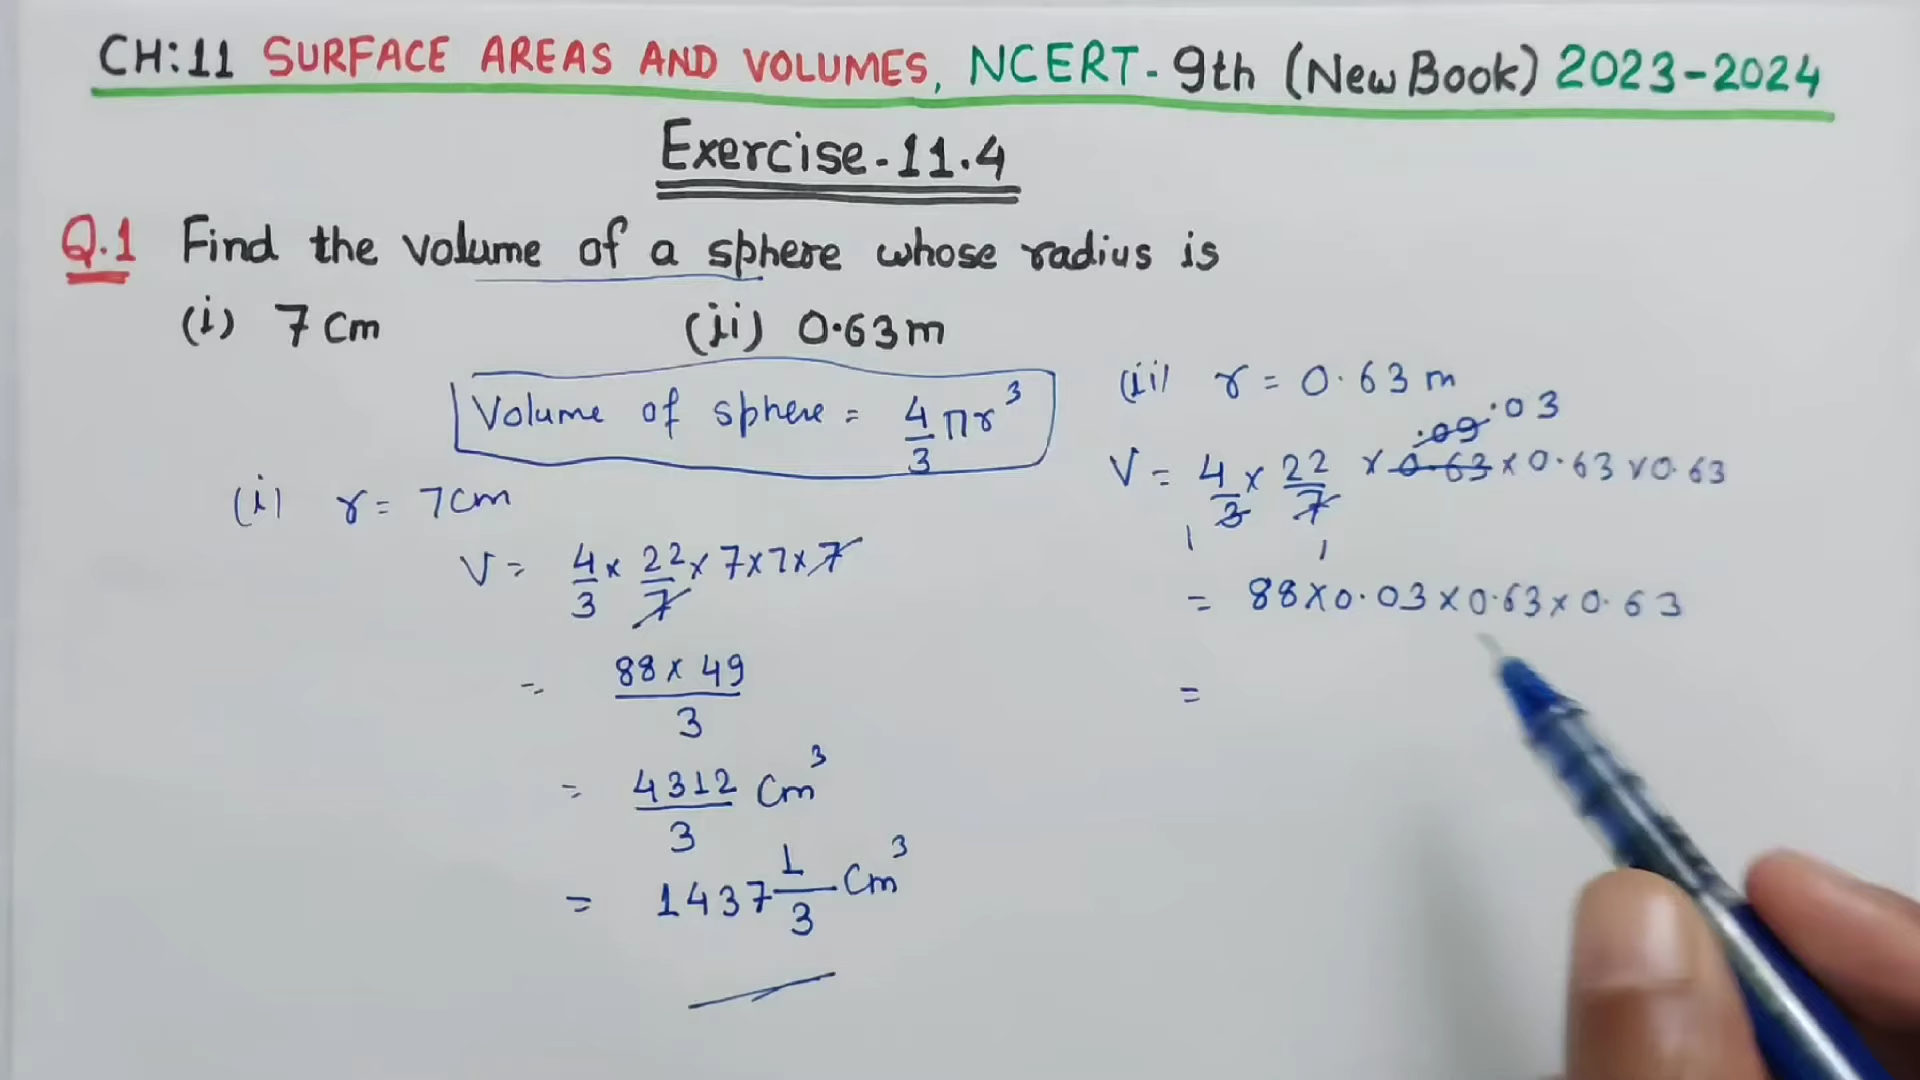 CH:11 SURFACE AREAS AND VOLUMES, NCERT-9th (New Book) 2023-2024
Exercise-11.4
Q.1 Find the volume of a sphere whose radius is
(i) 7 cm (ii) 0.63 m
Volume of sphere = 4/3 πr³
(i) r = 7 cm
V = 4/3 × 22/7 × 7×7×7
= 88 × 49 / 3
= 4312/3 cm³
= 1437 1/3 cm³
(ii) r = 0.63 m
.09 .03
V = 4/3 × 22/7 × 0.63 × 0.63 × 0.63
1 1
= 88 × 0.03 × 0.63 × 0.63
=